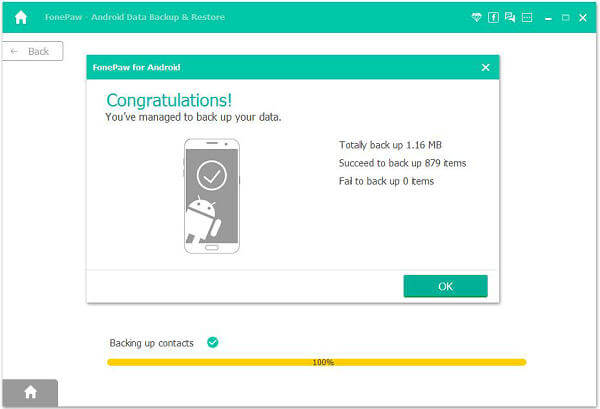 FonePaw - Android Data Backup & Restore
Back
FonePaw for Android
Congratulations!
You've managed to back up your data.
Totally back up 1.16 MB
Succeed to back up 879 items
Fail to back up 0 items
OK
Backing up contacts
100%